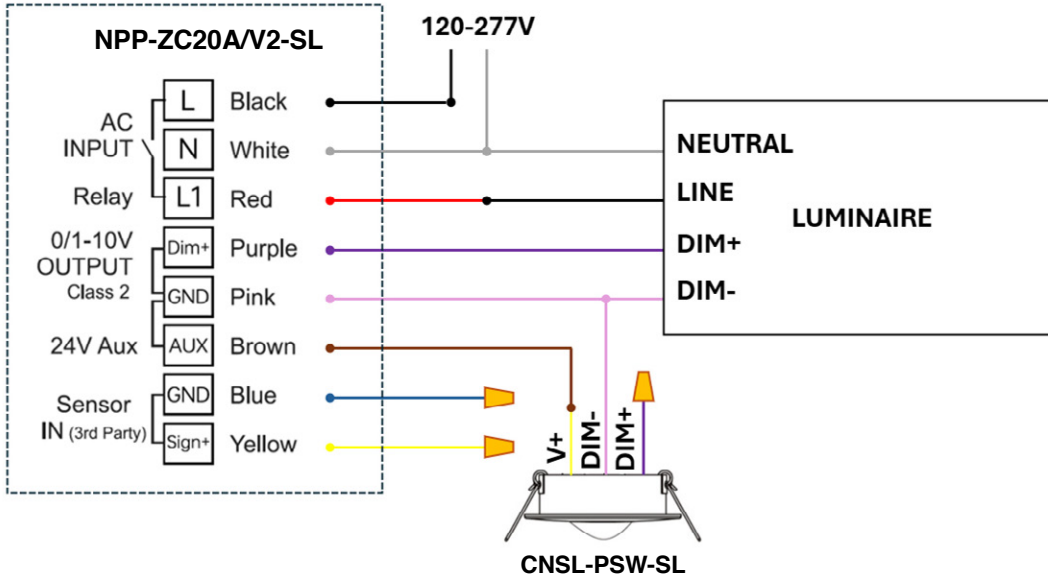 120-277V
NPP-ZC20A/V2-SL
AC
INPUT
L
Black
N
White
Relay
L1
Red
0/1-10V
OUTPUT
Class 2
Dim+
Purple
GND
Pink
24V Aux
AUX
Brown
Sensor
IN (3rd Party)
GND
Blue
Sign+
Yellow
NEUTRAL
LINE
LUMINAIRE
DIM+
DIM-
V+
DIM-
DIM+
CNSL-PSW-SL